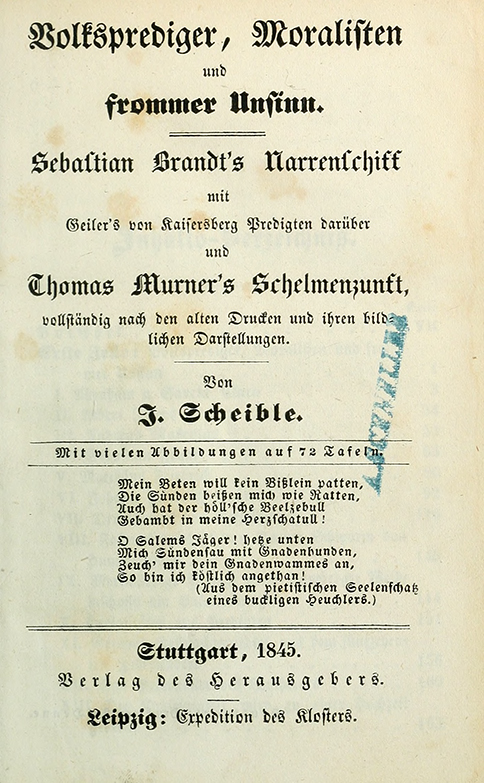 Volksprediger, Moralisten
und
frommer Unsinn.
Sebastian Brandt's Narrenschiff
mit
Geiler's von Kaisersberg Predigten darüber
und
Thomas Murner's Schelmenzunft,
vollständig nach den alten Drucken und ihren bild-
lichen Darstellungen.
Von
J. Scheible.
Mit vielen Abbildungen auf 72 Tafeln.
Mein Beten will kein Bißlein patten,
Die Sünden beißen mich wie Ratten,
Auch hat der höll'sche Beelzebull
Gebambt in meine Herzschatull!
O Salems Jäger! hetze unten
Mich Sündensau mit Gnadenhunden,
Zeuch' mir dein Gnadenwammes an,
So bin ich köstlich angethan!
(Aus dem pietistischen Seelenschatz
eines buckligen Heuchlers.)
Stuttgart, 1845.
Verlag des Herausgebers.
Leipzig: Expedition des Klosters.